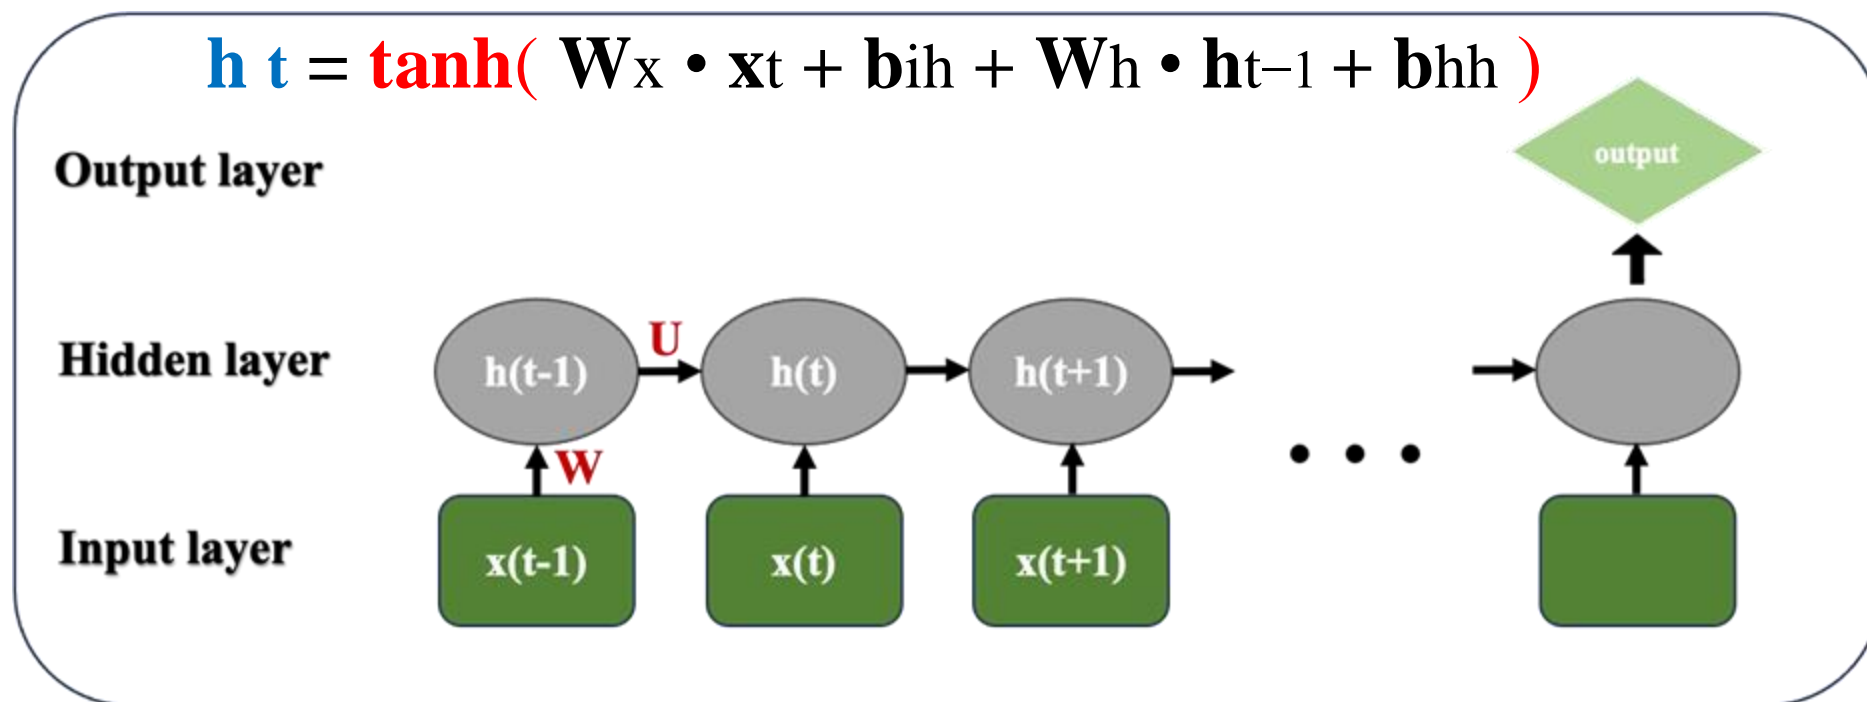 h t = tanh( Wx • xt + bih + Wh • ht−1 + bhh )
Output layer
output
Hidden layer
h(t-1)
U
h(t)
h(t+1)
W
• • •
Input layer
x(t-1)
x(t)
x(t+1)